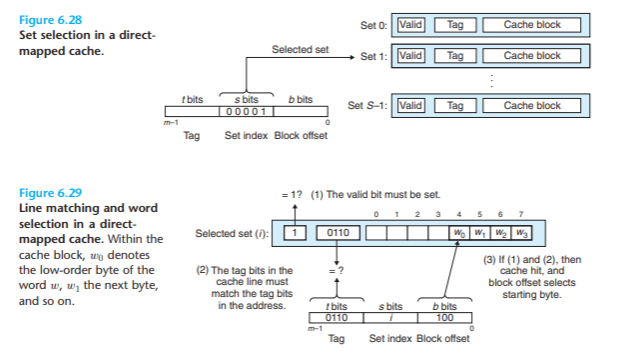 Figure 6.28
Set selection in a direct-
mapped cache.
Set 0: Valid Tag Cache block
Selected set
Set 1: Valid Tag Cache block
⋮
t bits s bits b bits
Set S–1: Valid Tag Cache block
0 0 0 0 1
m–1 0
Tag Set index Block offset
Figure 6.29
Line matching and word
selection in a direct-
mapped cache. Within the
cache block, w0 denotes
the low-order byte of the
word w, w1 the next byte,
and so on.
= 1? (1) The valid bit must be set.
0 1 2 3 4 5 6 7
Selected set (i): 1 0110 w0 w1 w2 w3
(2) The tag bits in the
cache line must
match the tag bits
in the address.
= ?
(3) If (1) and (2), then
cache hit, and
block offset selects
starting byte.
t bits s bits b bits
0110 i 100
m–1 0
Tag Set index Block offset